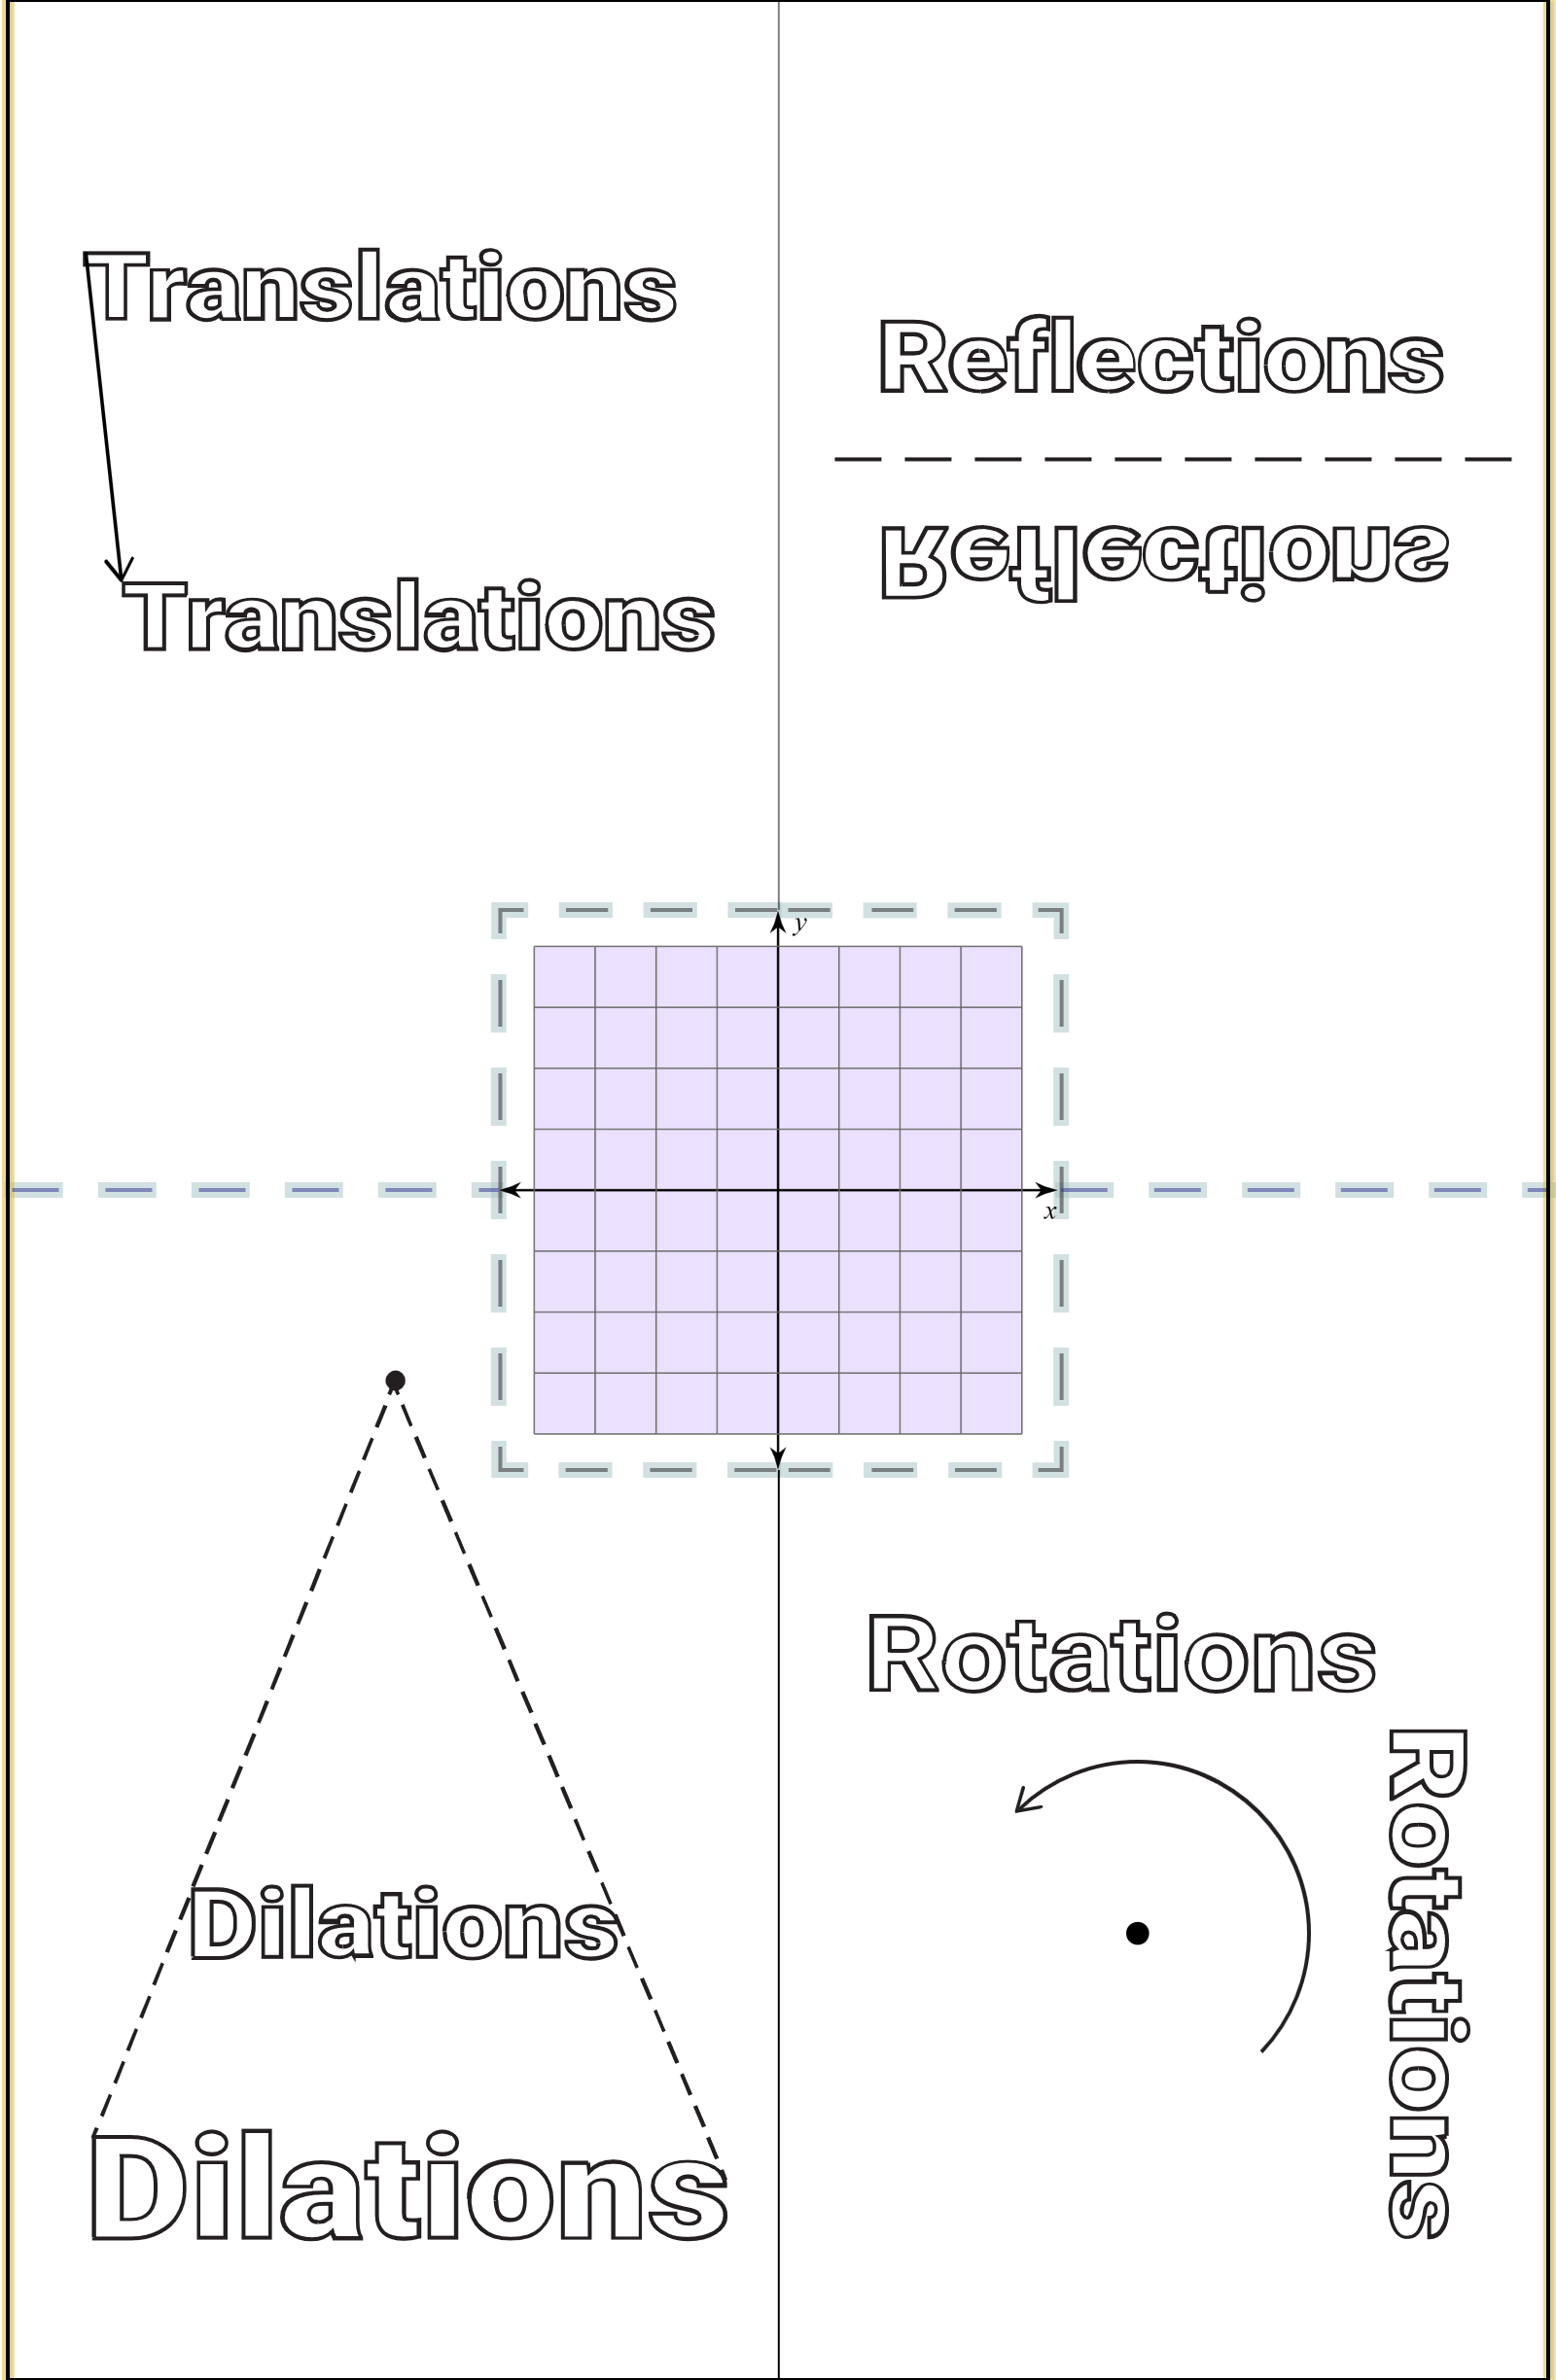 Translations
Translations
Reflections
Reflections
y
x
Dilations
Dilations
Rotations
Rotations